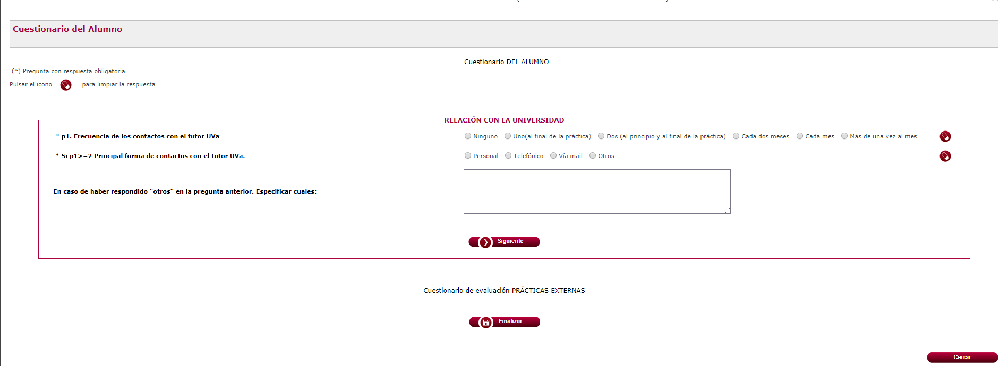 Cuestionario del Alumno
Cuestionario DEL ALUMNO
(*) Pregunta con respuesta obligatoria
Pulsar el icono para limpiar la respuesta
RELACIÓN CON LA UNIVERSIDAD
* p1. Frecuencia de los contactos con el tutor UVa Ninguno Uno(al final de la práctica) Dos (al principio y al final de la práctica) Cada dos meses Cada mes Más de una vez al mes
* Si p1>=2 Principal forma de contactos con el tutor UVa. Personal Telefónico Vía mail Otros
En caso de haber respondido "otros" en la pregunta anterior. Especificar cuales:
Siguiente
Cuestionario de evaluación PRÁCTICAS EXTERNAS
Finalizar
Cerrar